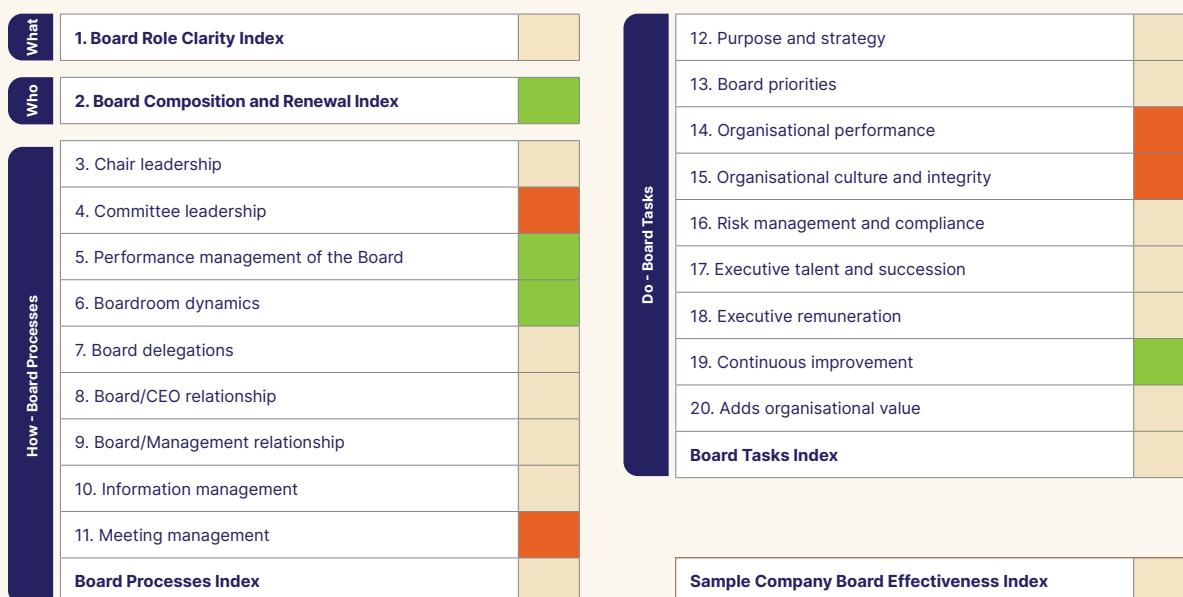 What
1. Board Role Clarity Index
Who
2. Board Composition and Renewal Index
How - Board Processes
3. Chair leadership
4. Committee leadership
5. Performance management of the Board
6. Boardroom dynamics
7. Board delegations
8. Board/CEO relationship
9. Board/Management relationship
10. Information management
11. Meeting management
Board Processes Index
Do - Board Tasks
12. Purpose and strategy
13. Board priorities
14. Organisational performance
15. Organisational culture and integrity
16. Risk management and compliance
17. Executive talent and succession
18. Executive remuneration
19. Continuous improvement
20. Adds organisational value
Board Tasks Index
Sample Company Board Effectiveness Index